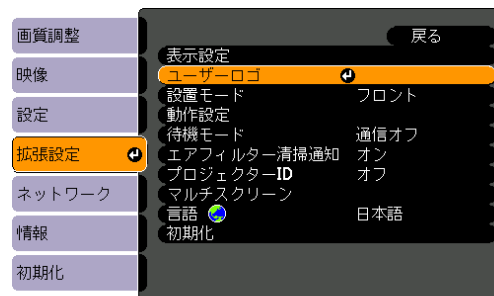 画質調整
映像
設定
拡張設定
ネットワーク
情報
初期化
戻る
表示設定
ユーザーロゴ
設置モード フロント
動作設定
待機モード 通信オフ
エアフィルター清掃通知 オン
プロジェクターID オフ
マルチスクリーン
言語 日本語
初期化